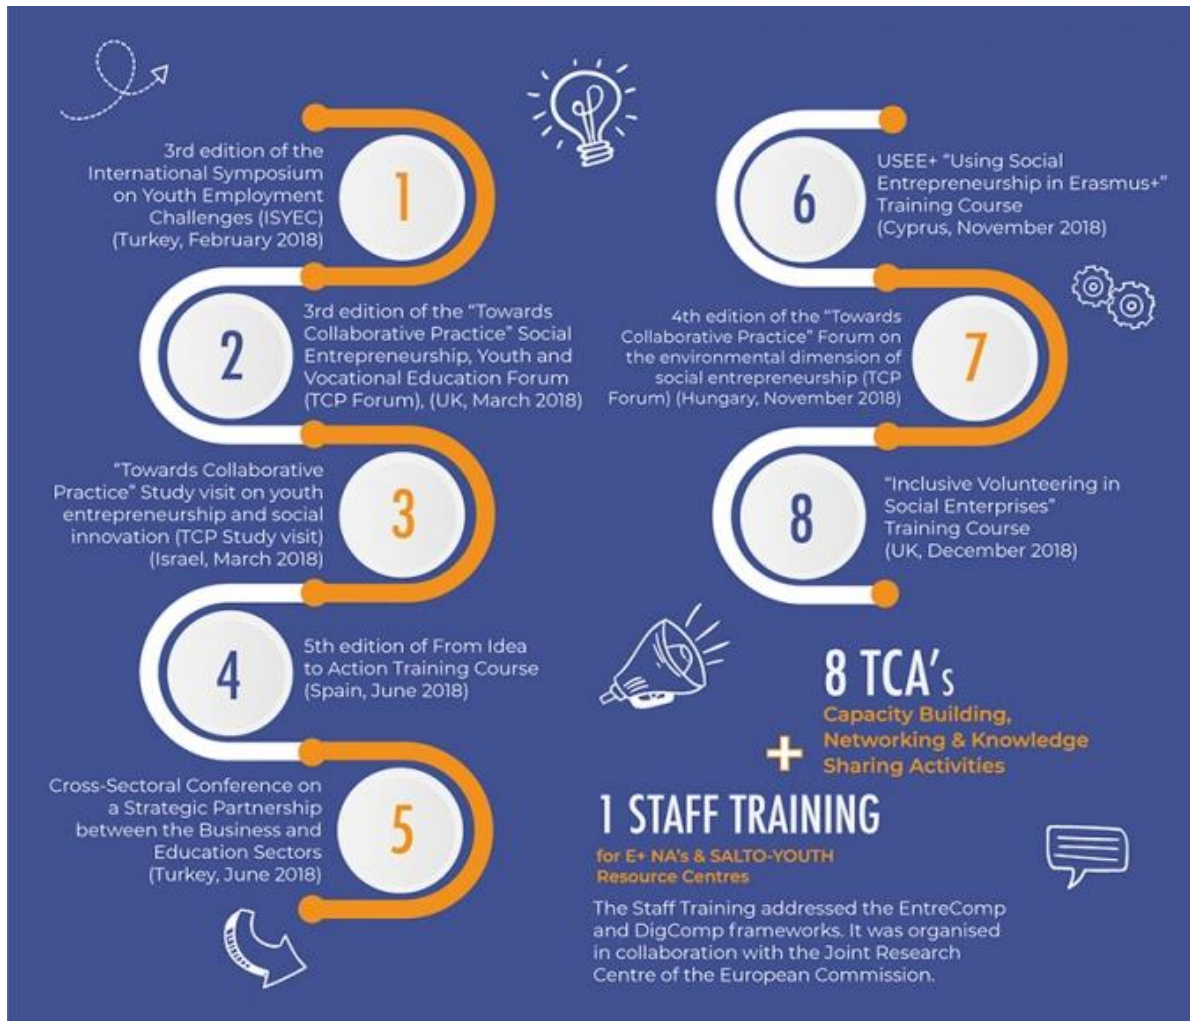 1
3rd edition of the
International Symposium
on Youth Employment
Challenges (ISYEC)
(Turkey, February 2018)
2
3rd edition of the “Towards
Collaborative Practice” Social
Entrepreneurship, Youth and
Vocational Education Forum
(TCP Forum), (UK, March 2018)
3
“Towards Collaborative
Practice” Study visit on youth
entrepreneurship and social
innovation (TCP Study visit)
(Israel, March 2018)
4
5th edition of From Idea
to Action Training Course
(Spain, June 2018)
5
Cross-Sectoral Conference on
a Strategic Partnership
between the Business and
Education Sectors
(Turkey, June 2018)
6
USEE+ “Using Social
Entrepreneurship in Erasmus+”
Training Course
(Cyprus, November 2018)
7
4th edition of the “Towards
Collaborative Practice” Forum on
the environmental dimension of
social entrepreneurship (TCP
Forum) (Hungary, November 2018)
8
“Inclusive Volunteering in
Social Enterprises”
Training Course
(UK, December 2018)
8 TCA’s
Capacity Building,
Networking & Knowledge
Sharing Activities
+
1 STAFF TRAINING
for E+ NA’s & SALTO-YOUTH
Resource Centres
The Staff Training addressed the EntreComp
and DigComp frameworks. It was organised
in collaboration with the Joint Research
Centre of the European Commission.